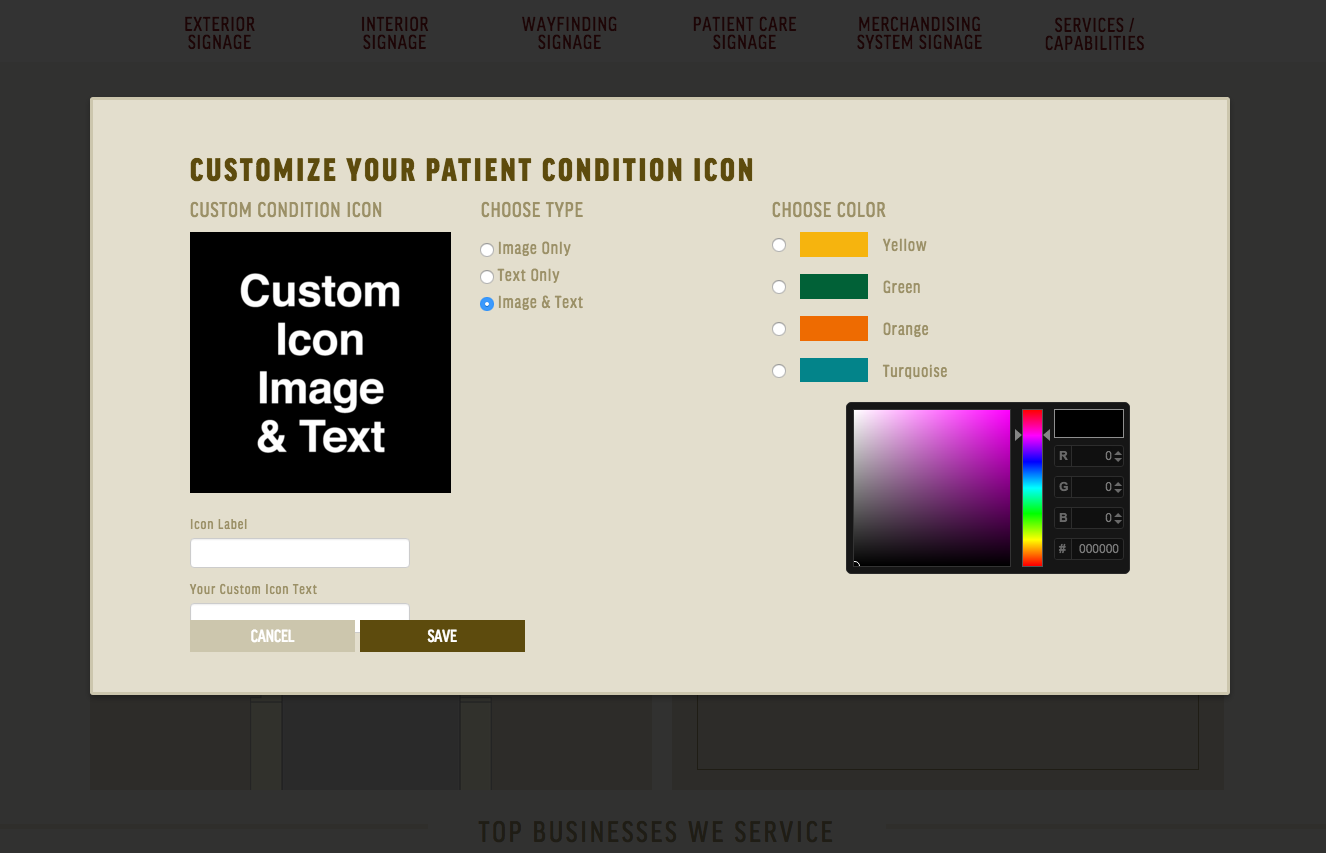 EXTERIOR
SIGNAGE
INTERIOR
SIGNAGE
WAYFINDING
SIGNAGE
PATIENT CARE
SIGNAGE
MERCHANDISING
SYSTEM SIGNAGE
SERVICES /
CAPABILITIES
CUSTOMIZE YOUR PATIENT CONDITION ICON
CUSTOM CONDITION ICON
Custom
Icon
Image
& Text
Icon Label
Your Custom Icon Text
CANCEL
SAVE
CHOOSE TYPE
Image Only
Text Only
Image & Text
CHOOSE COLOR
Yellow
Green
Orange
Turquoise
R 0
G 0
B 0
# 000000
TOP BUSINESSES WE SERVICE